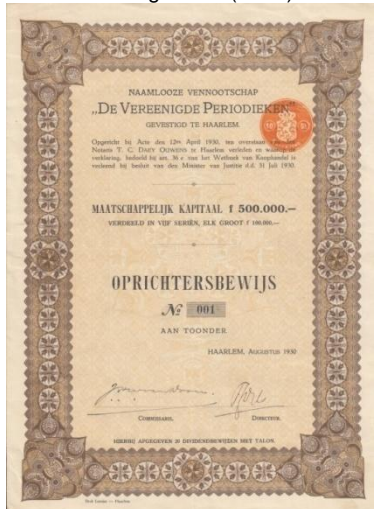 NAAMLOOZE VENNOOTSCHAP
„DE VEREENIGDE PERIODIEKEN”
GEVESTIGD TE HAARLEM
Opgericht bij Acte den 12en April 1930, ten overstaan van den
Notaris T. C. DAEY OUWENS te Haarlem verleden en waarop de
verklaring, bedoeld bij art. 36 e van het Wetboek van Koophandel is
verleend bij besluit van den Minister van Justitie d.d. 31 Juli 1930.
MAATSCHAPPELIJK KAPITAAL f 500.000.—
VERDEELD IN VIJF SERIËN, ELK GROOT f 100.000.—
OPRICHTERSBEWIJS
No 001
AAN TOONDER
HAARLEM, AUGUSTUS 1930
COMMISSARIS. DIRECTEUR.
HIERBIJ AFGEGEVEN 20 DIVIDENDBEWIJZEN MET TALON.